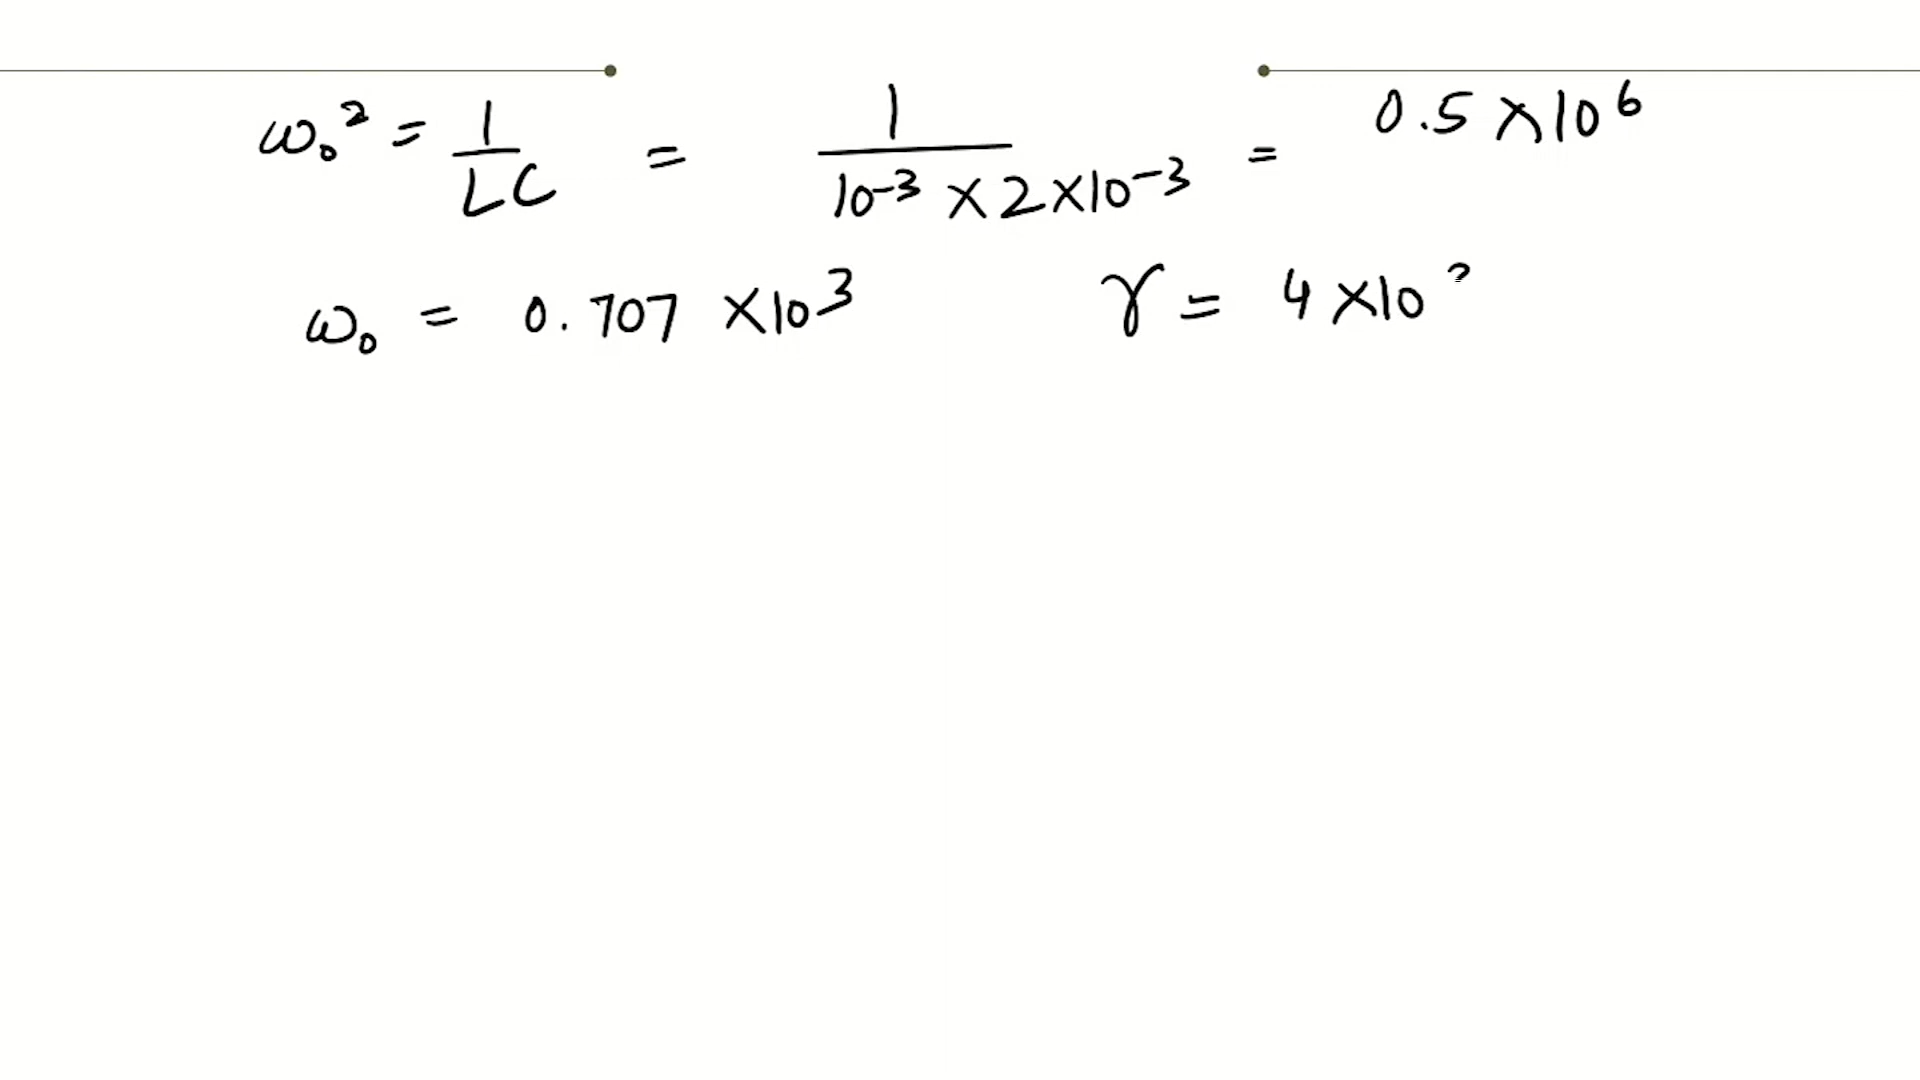 ω₀² = 1/LC = 1/(10⁻³ × 2 × 10⁻³) = 0.5 × 10⁶
ω₀ = 0.707 × 10³ γ = 4 × 10